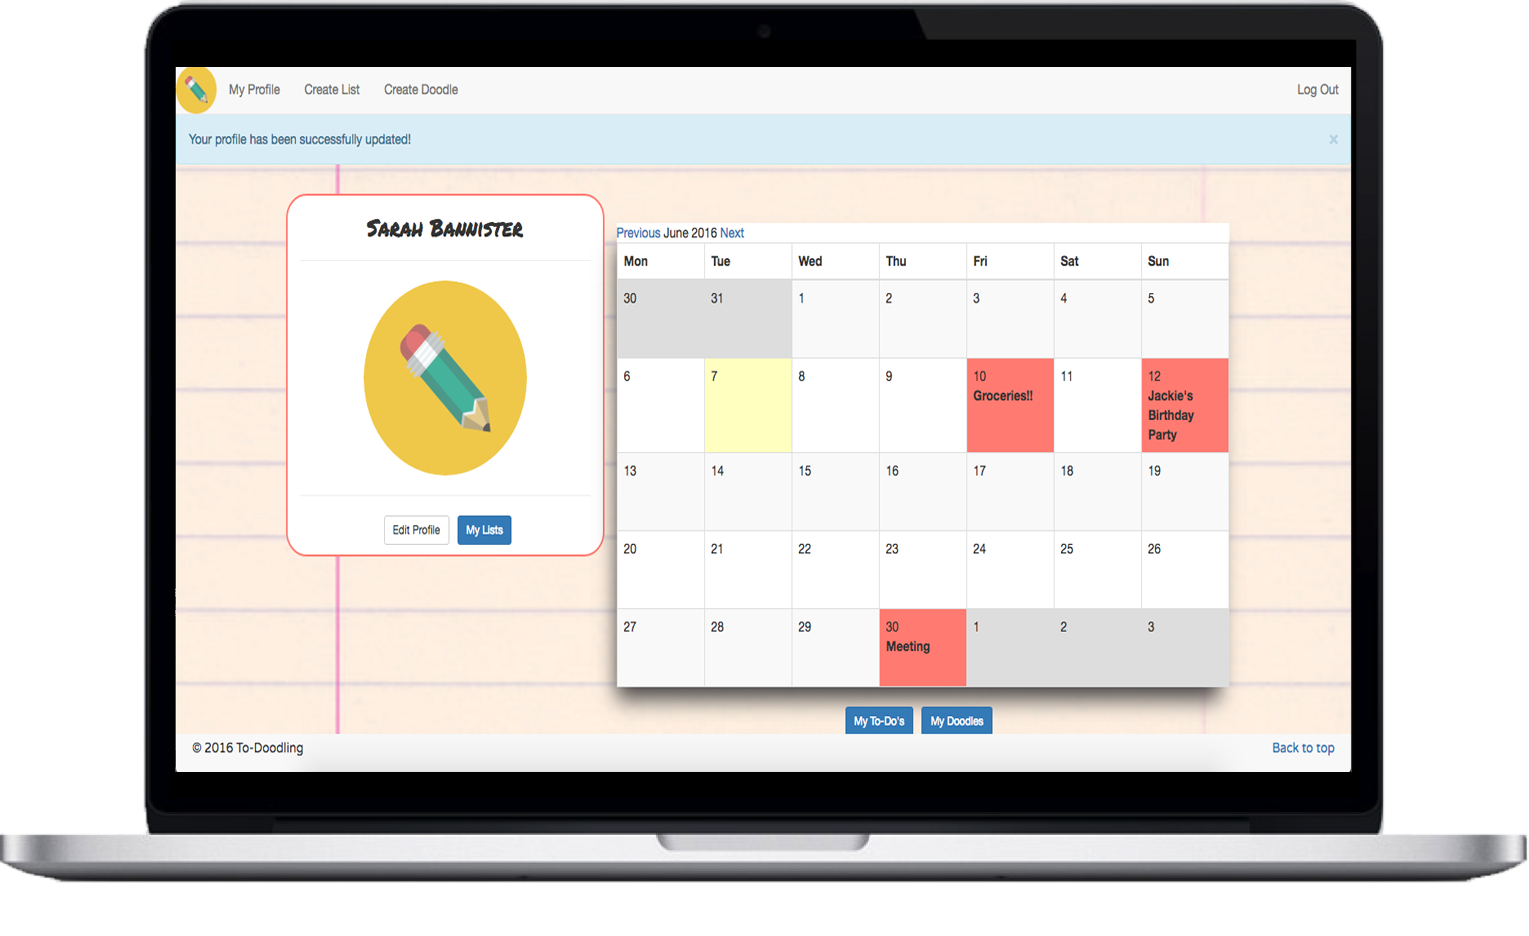 My Profile Create List Create Doodle Log Out
Your profile has been successfully updated! ×
Sarah Bannister
Edit Profile My Lists
Previous June 2016 Next
Mon Tue Wed Thu Fri Sat Sun
30 31 1 2 3 4 5
6 7 8 9 10 11 12
Groceries!! Jackie's
Birthday
Party
13 14 15 16 17 18 19
20 21 22 23 24 25 26
27 28 29 30 1 2 3
Meeting
My To-Do's My Doodles
© 2016 To-Doodling Back to top